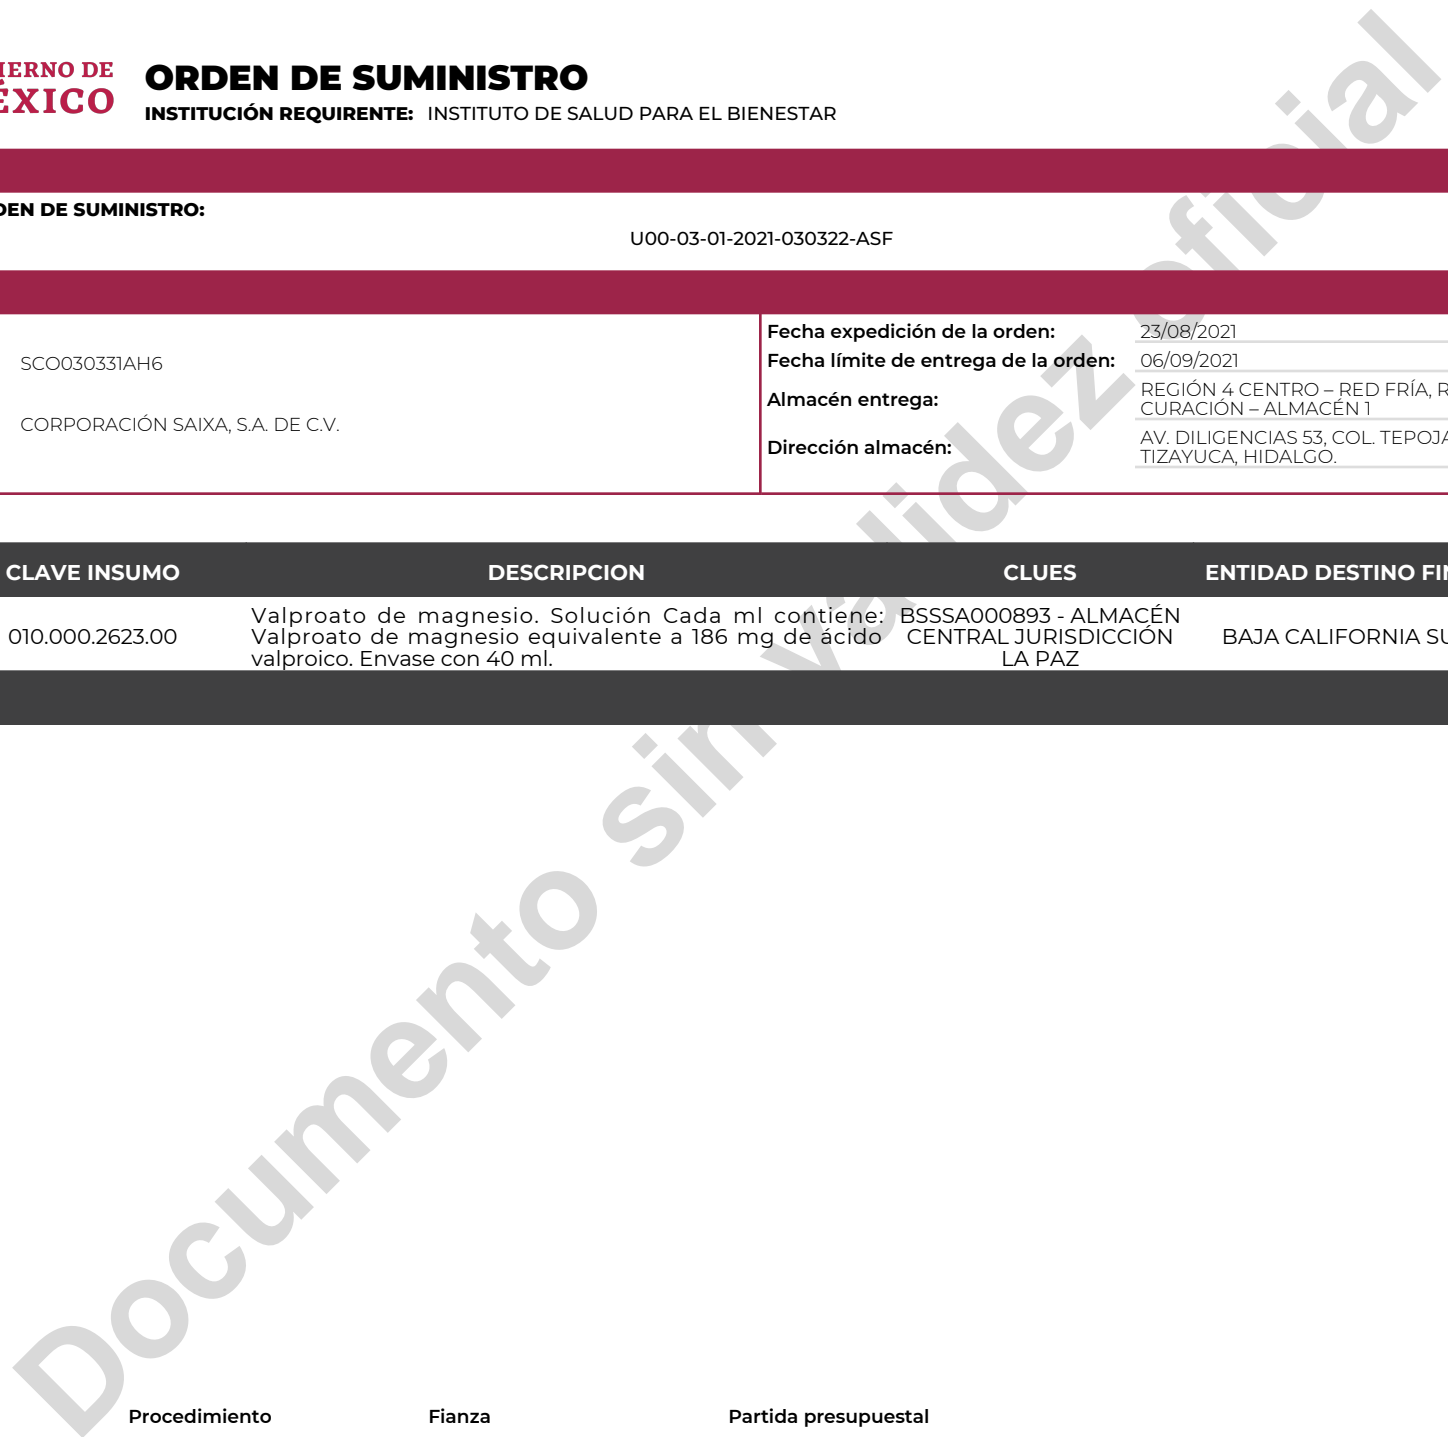 IERNO DE
ÉXICO
ORDEN DE SUMINISTRO
INSTITUCIÓN REQUIRENTE: INSTITUTO DE SALUD PARA EL BIENESTAR
DEN DE SUMINISTRO:
U00-03-01-2021-030322-ASF
SCO030331AH6
CORPORACIÓN SAIXA, S.A. DE C.V.
Fecha expedición de la orden: 23/08/2021
Fecha límite de entrega de la orden: 06/09/2021
Almacén entrega: REGIÓN 4 CENTRO – RED FRÍA, R
CURACIÓN – ALMACÉN 1
Dirección almacén: AV. DILIGENCIAS 53, COL. TEPOJA
TIZAYUCA, HIDALGO.
CLAVE INSUMO DESCRIPCION CLUES ENTIDAD DESTINO FIN
010.000.2623.00
Valproato de magnesio. Solución Cada ml contiene:
Valproato de magnesio equivalente a 186 mg de ácido
valproico. Envase con 40 ml.
BSSSA000893 - ALMACÉN
CENTRAL JURISDICCIÓN
LA PAZ
BAJA CALIFORNIA SU
Documento sin validez oficial
Procedimiento Fianza Partida presupuestal